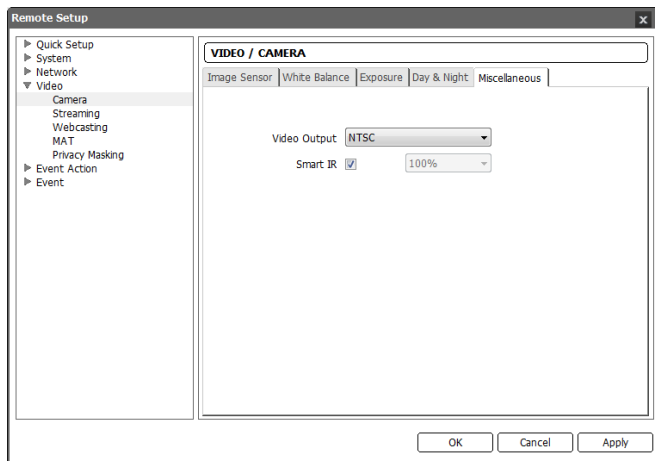 Remote Setup
x
Quick Setup
System
Network
Video
Camera
Streaming
Webcasting
MAT
Privacy Masking
Event Action
Event
VIDEO / CAMERA
Image Sensor White Balance Exposure Day & Night Miscellaneous
Video Output NTSC
Smart IR 100%
OK Cancel Apply